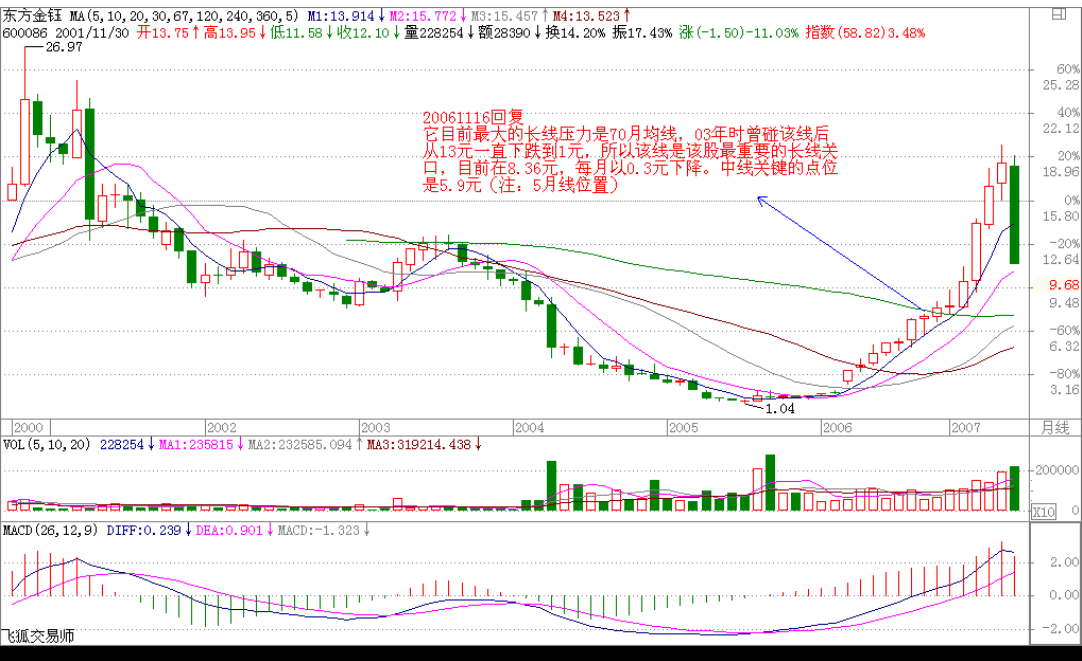 东方金钰 MA(5,10,20,30,67,120,240,360,5) M1:13.914↓ M2:15.772↓ M3:15.457↑ M4:13.523↑
600086 2001/11/30 开13.75↑高13.95↓低11.58↓收12.10↓量228254↓额28390↓换14.20% 振17.43% 涨(-1.50)-11.03% 指数(58.82)3.48%
26.97
20061116回复
它目前最大的长线压力是70月均线，03年时曾碰该线后
从13元一直下跌到1元，所以该线是该股最重要的长线关
口，目前在8.36元，每月以0.3元下降。中线关键的点位
是5.9元（注：5月线位置）
60%
25.28
40%
22.12
20%
18.96
0%
15.80
-20%
12.64
9.68
9.48
-60%
6.32
-80%
3.16
1.04
2000 2002 2003 2004 2005 2006 2007 月线
VOL(5,10,20) 228254↓ MA1:235815↓ MA2:232585.094↑ MA3:319214.438↓
200000
0
X10
MACD(26,12,9) DIFF:0.239↓ DEA:0.901↓ MACD:-1.323↓
2.00
0.00
-2.00
飞狐交易师